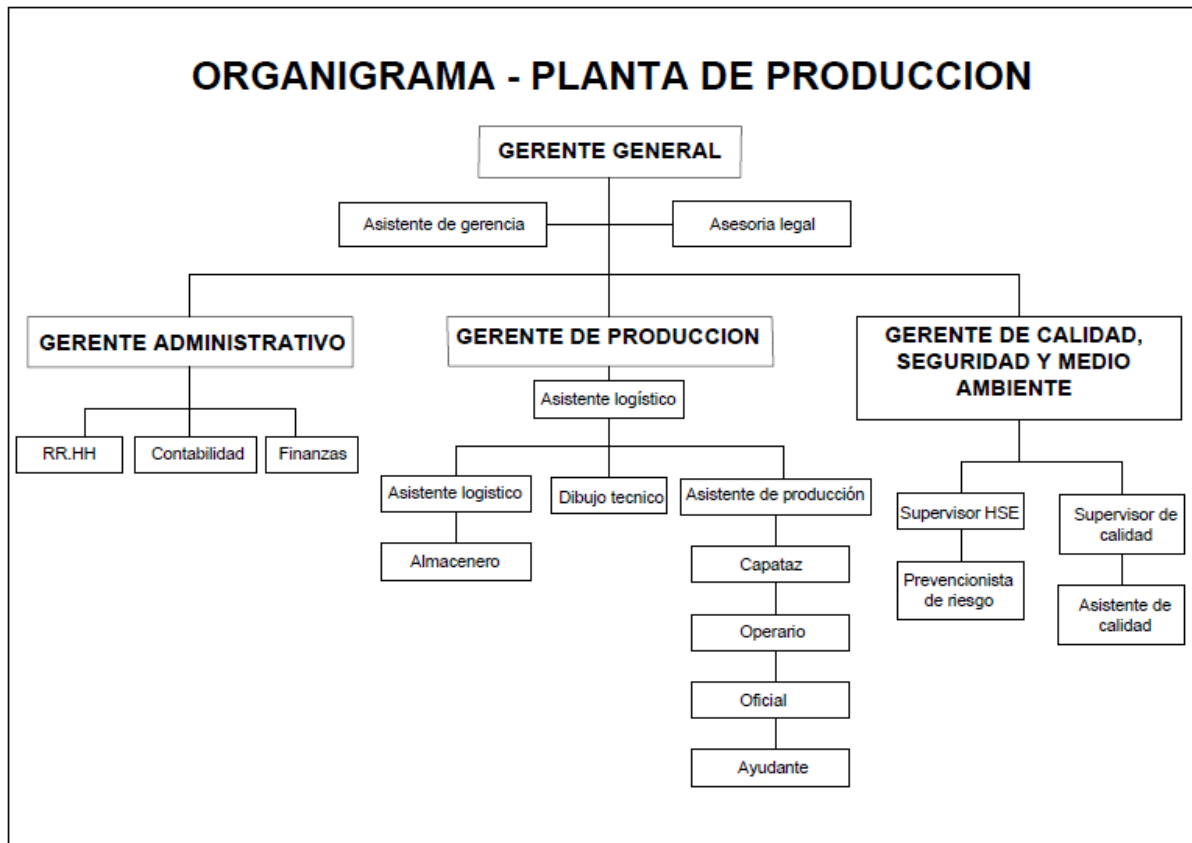 ORGANIGRAMA - PLANTA DE PRODUCCION
GERENTE GENERAL
Asistente de gerencia
Asesoria legal
GERENTE ADMINISTRATIVO
GERENTE DE PRODUCCION
GERENTE DE CALIDAD,
SEGURIDAD Y MEDIO
AMBIENTE
Asistente logístico
RR.HH
Contabilidad
Finanzas
Asistente logistico
Dibujo tecnico
Asistente de producción
Supervisor HSE
Supervisor de
calidad
Almacenero
Capataz
Prevencionista
de riesgo
Asistente de
calidad
Operario
Oficial
Ayudante